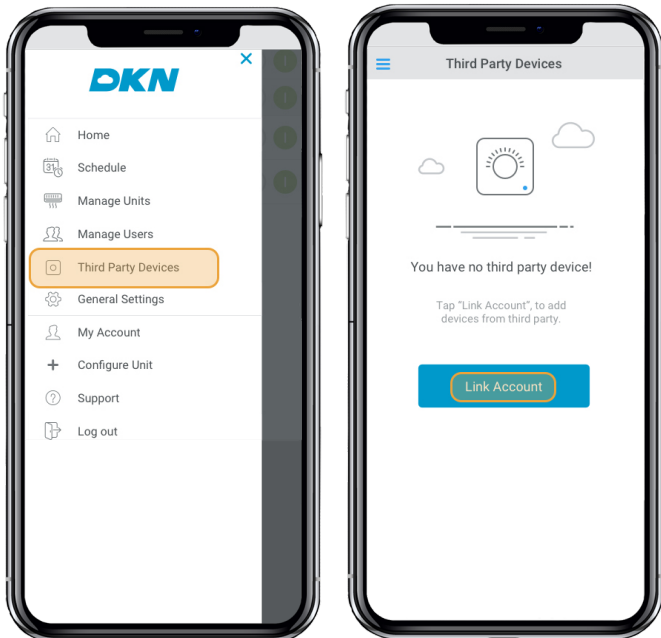 DKN
Home
31 Schedule
Manage Units
Manage Users
Third Party Devices
General Settings
My Account
Configure Unit
Support
Log out
Third Party Devices
You have no third party device!
Tap "Link Account", to add
devices from third party.
Link Account